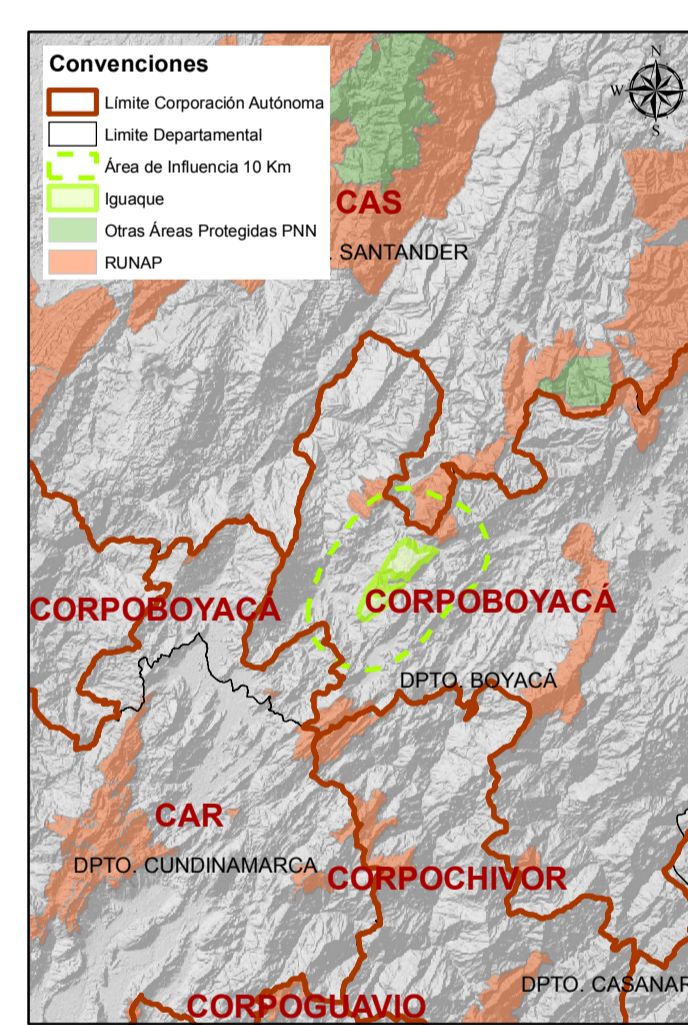 Convenciones
Límite Corporación Autónoma
Limite Departamental
Área de Influencia 10 Km
Iguaque
Otras Áreas Protegidas PNN
RUNAP
N
W
S
CAS
. SANTANDER
CORPOBOYACÁ
CORPOBOYACÁ
DPTO. BOYACÁ
CAR
DPTO. CUNDINAMARCA
CORPOCHIVOR
DPTO. CASANAR
CORPOGUAVIO